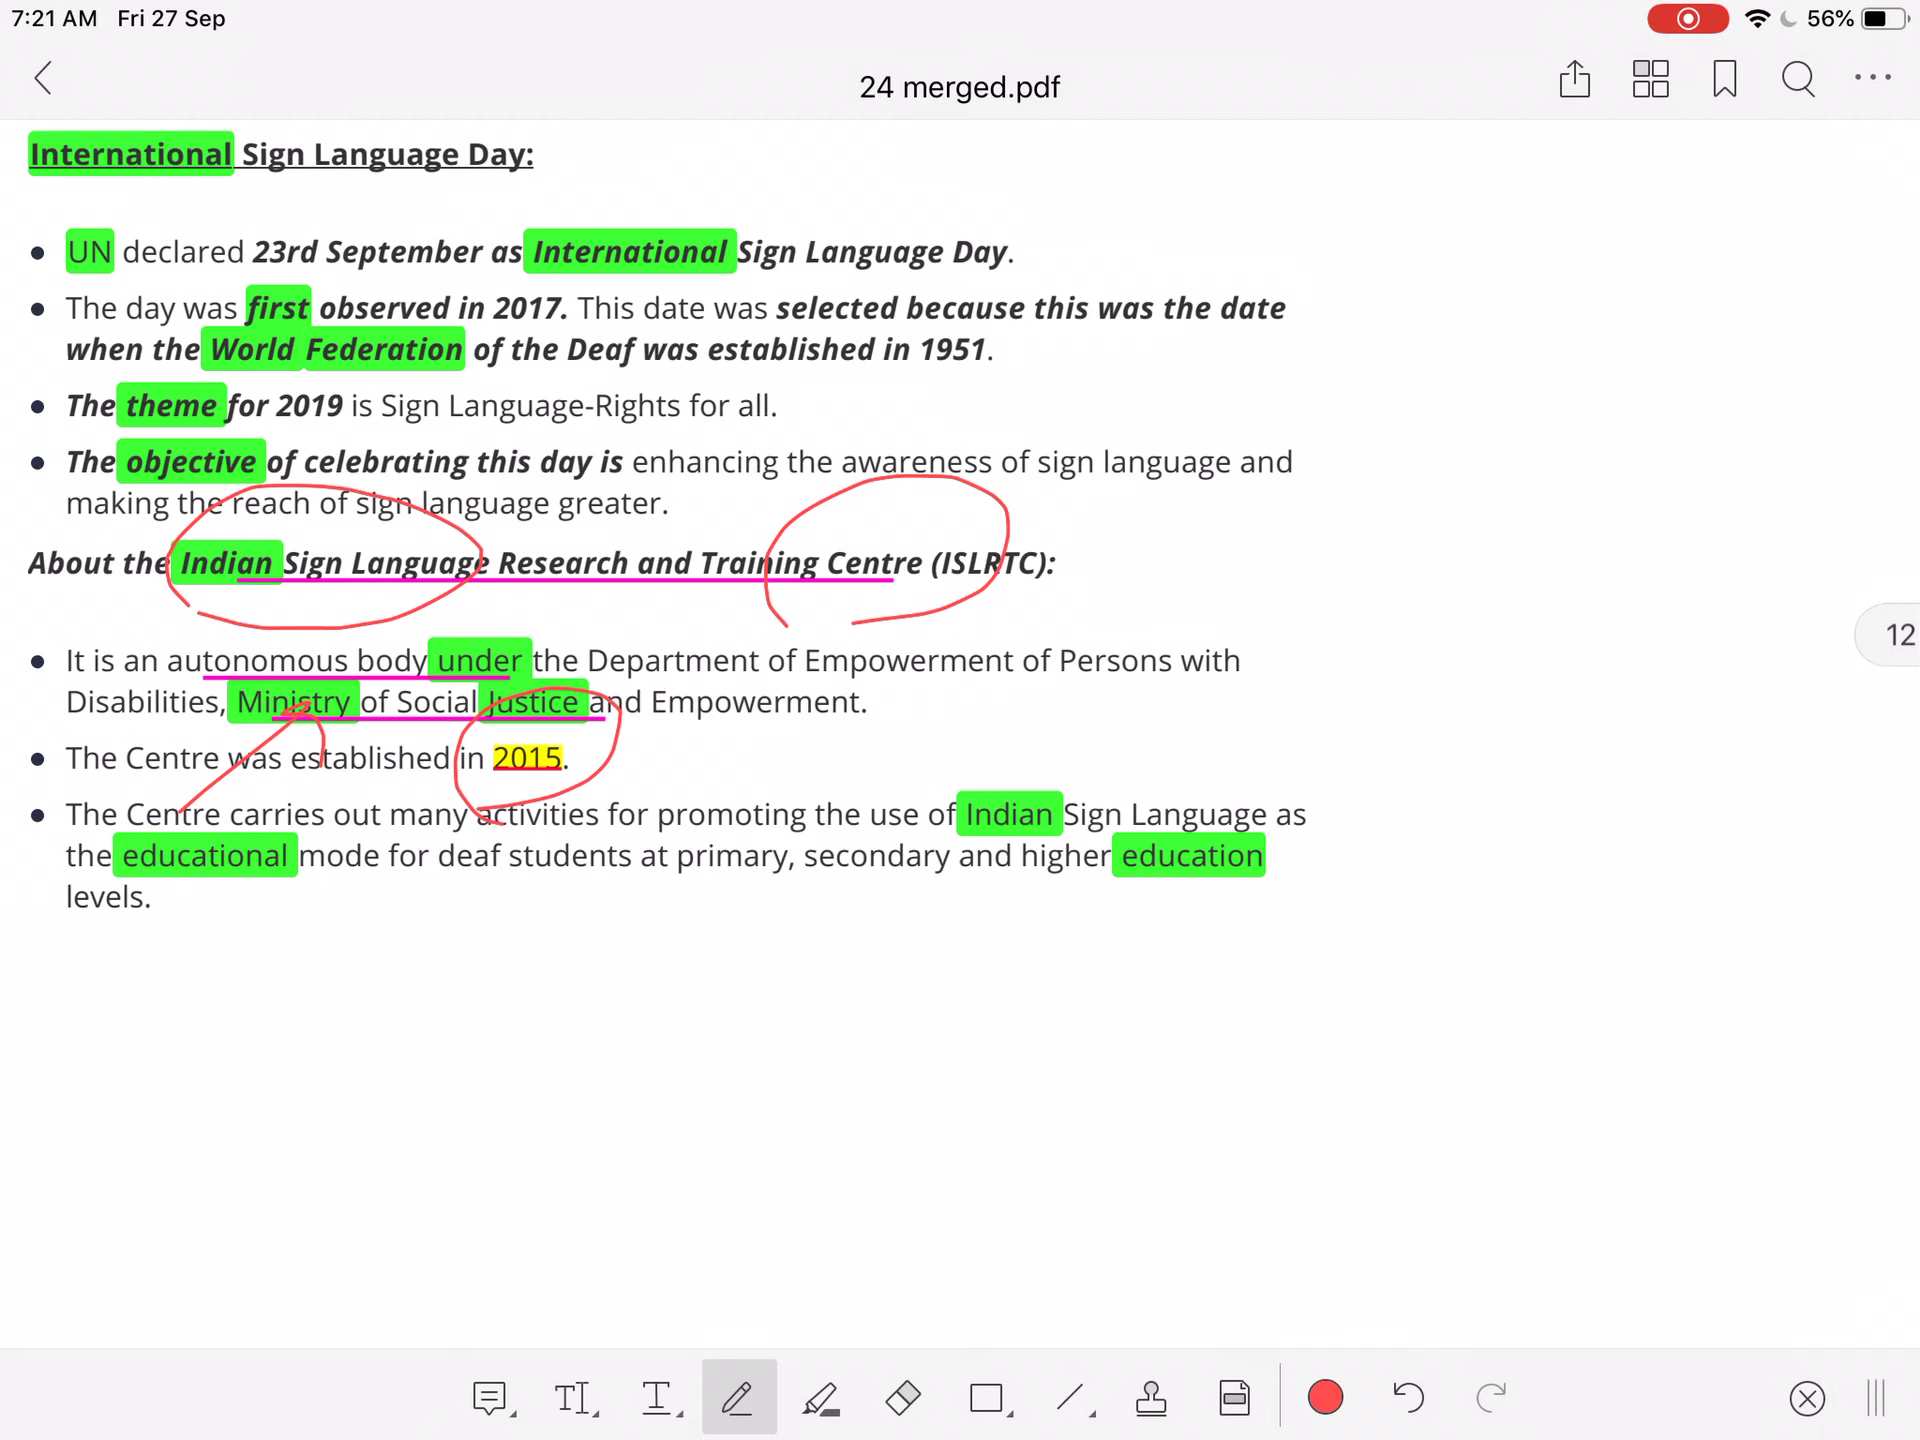 7:21 AM Fri 27 Sep 56%
24 merged.pdf
International Sign Language Day:
UN declared 23rd September as International Sign Language Day.
The day was first observed in 2017. This date was selected because this was the date
when the World Federation of the Deaf was established in 1951.
The theme for 2019 is Sign Language-Rights for all.
The objective of celebrating this day is enhancing the awareness of sign language and
making the reach of sign language greater.
About the Indian Sign Language Research and Training Centre (ISLRTC):
It is an autonomous body under the Department of Empowerment of Persons with
Disabilities, Ministry of Social Justice and Empowerment.
12
The Centre was established in 2015.
The Centre carries out many activities for promoting the use of Indian Sign Language as
the educational mode for deaf students at primary, secondary and higher education
levels.